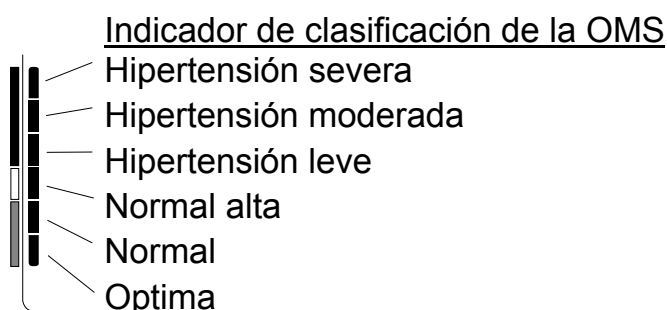 Indicador de clasificación de la OMS
Hipertensión severa
Hipertensión moderada
Hipertensión leve
Normal alta
Normal
Optima